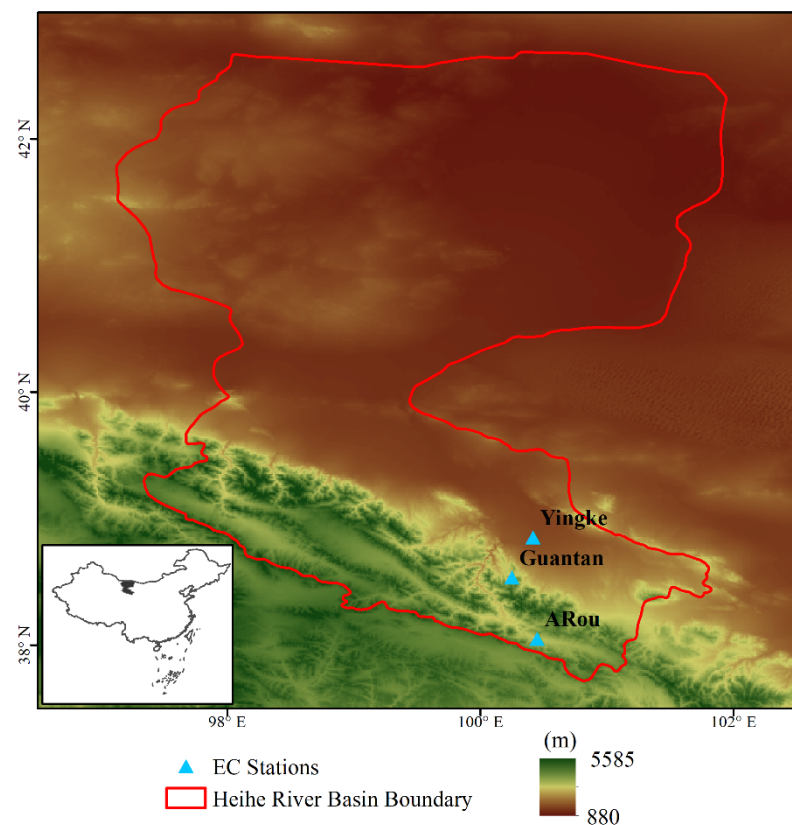 42° N
40° N
38° N
Yingke
Guantan
ARou
98° E
100° E
102° E
EC Stations
Heihe River Basin Boundary
(m)
5585
880